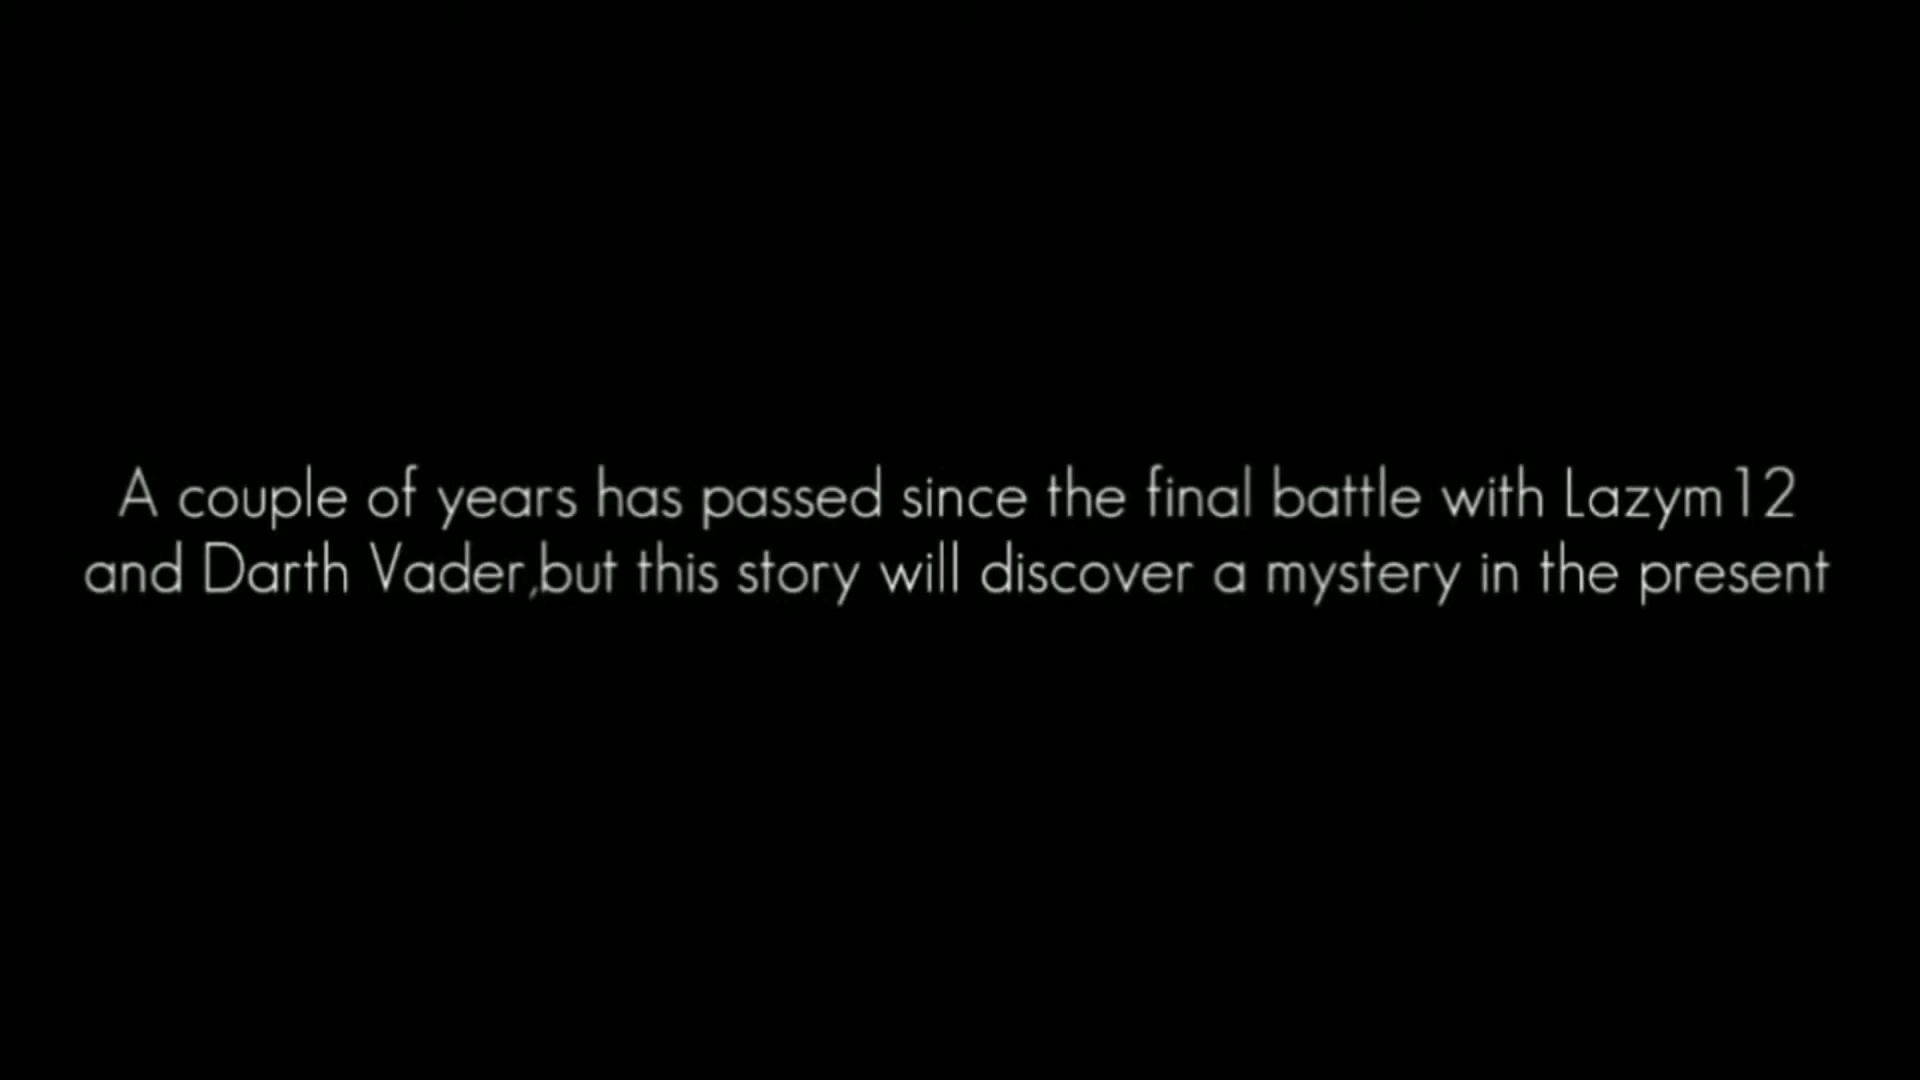 A couple of years has passed since the final battle with Lazym12
and Darth Vader,but this story will discover a mystery in the present